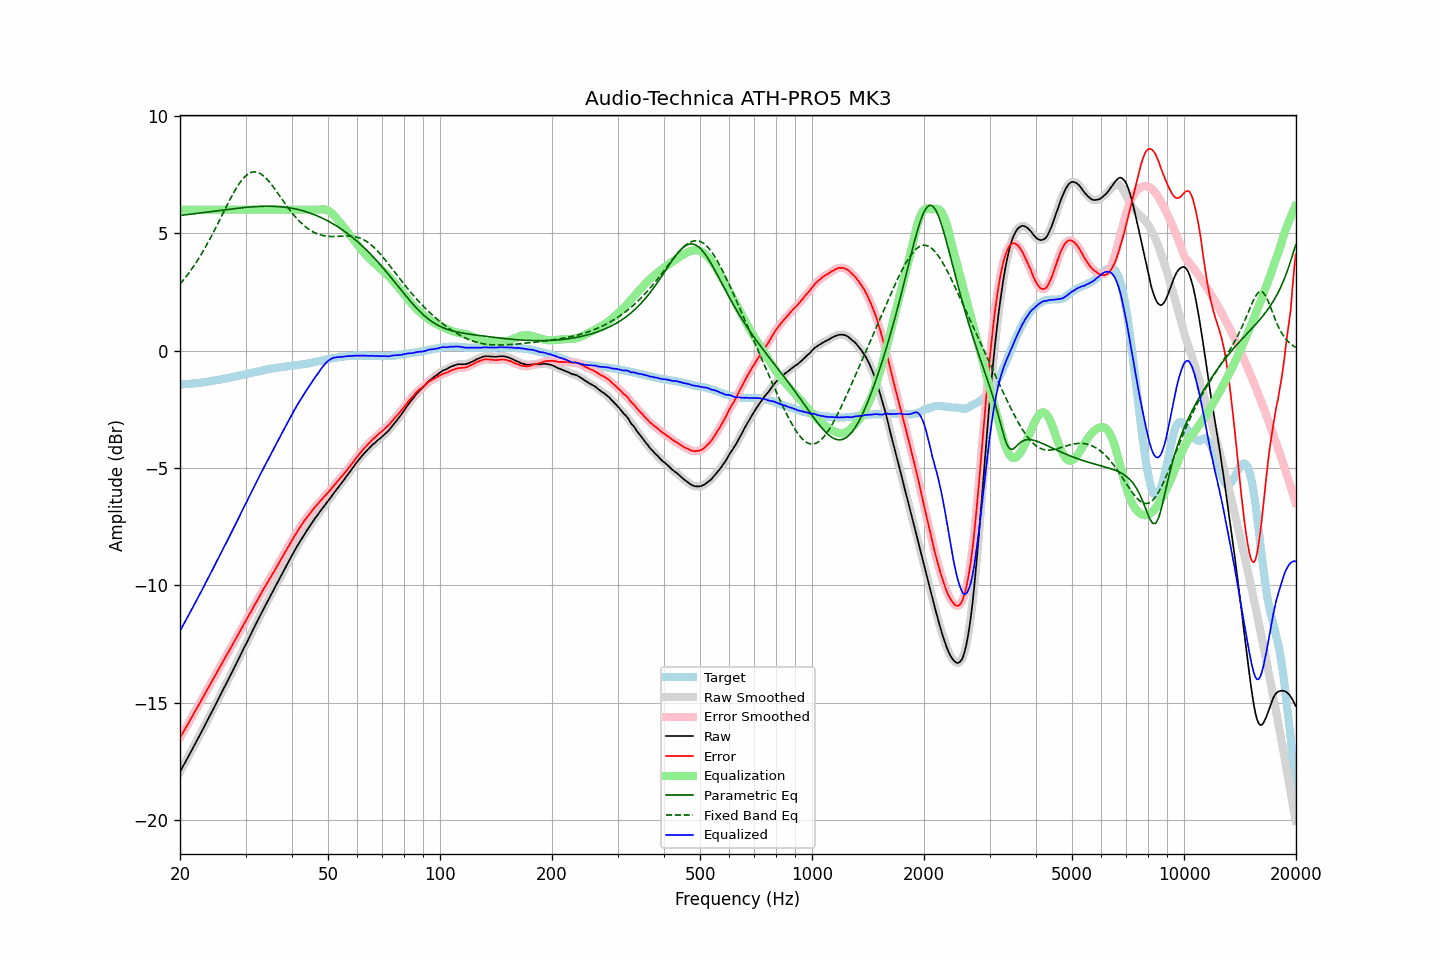 Audio-Technica ATH-PRO5 MK3
Amplitude (dBr)
10
5
0
−5
−10
−15
−20
Target
Raw Smoothed
Error Smoothed
Raw
Error
Equalization
Parametric Eq
Fixed Band Eq
Equalized
20
50
100
200
500
1000
2000
5000
10000
20000
Frequency (Hz)